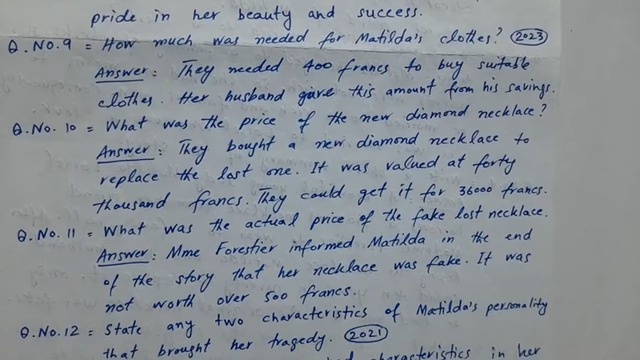 pride in her beauty and success.
Q.No.9 = How much was needed for Matilda's clothes? (2023)
Answer: They needed 400 francs to buy suitable
clothes. Her husband gave this amount from his savings.
Q.No. 10 = What was the price of the new diamond necklace?
Answer: They bought a new diamond necklace to
replace the lost one. It was valued at forty
thousand francs. They could get it for 36000 francs.
Q.No. 11 = What was the actual price of the fake lost necklace.
Answer: Mme Forestier informed Matilda in the end
of the story that her necklace was fake. It was
not worth over 500 francs.
Q.No.12 = State any two characteristics of Matilda's personality
that brought her tragedy. (2021)
characteristics in her